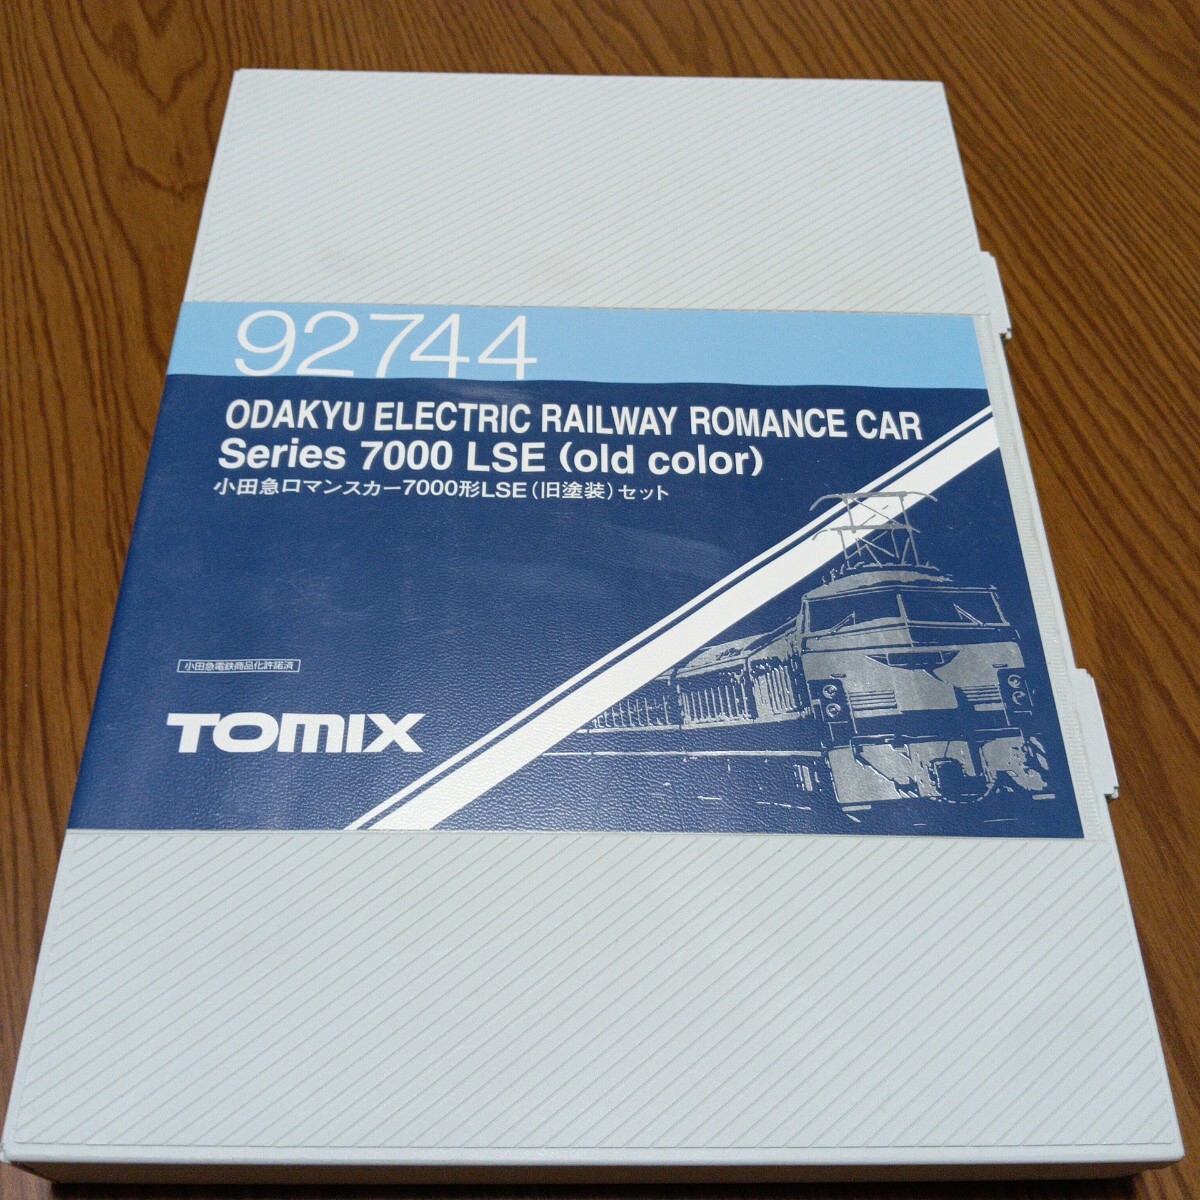 92744
ODAKYU ELECTRIC RAILWAY ROMANCE CAR
Series 7000 LSE (old color)
小田急ロマンスカー7000形LSE(旧塗装)セット
小田急電鉄商品化許諾済
TOMIX